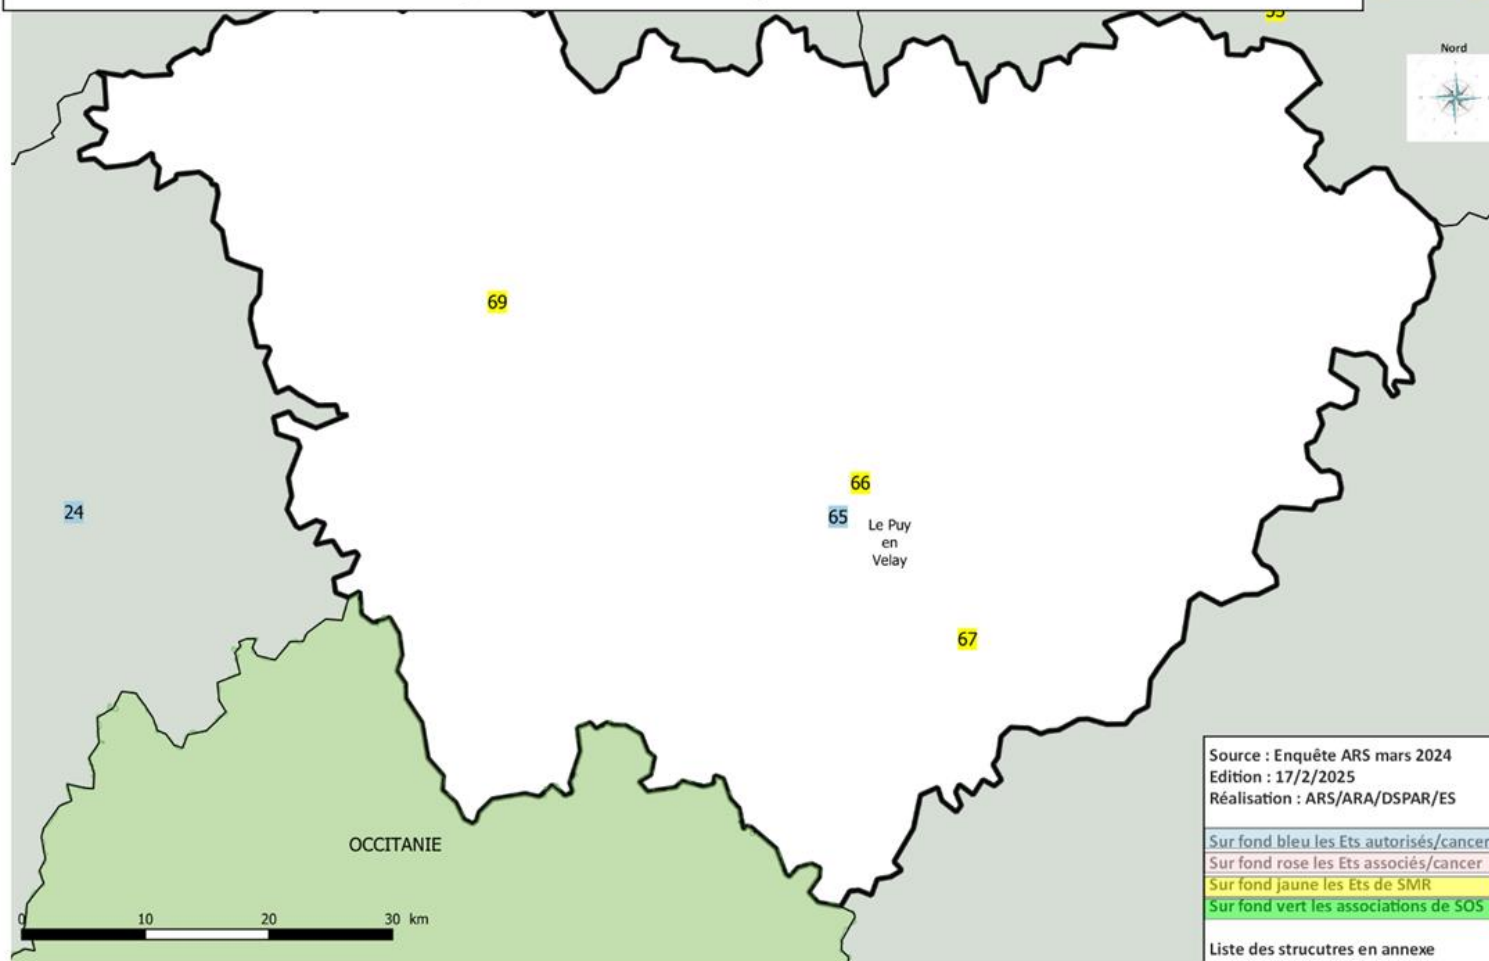 55
Nord
69
66
24
65
Le Puy
en
Velay
67
Source : Enquête ARS mars 2024
Edition : 17/2/2025
Réalisation : ARS/ARA/DSPAR/ES
OCCITANIE
Sur fond bleu les Ets autorisés/cancer
Sur fond rose les Ets associés/cancer
Sur fond jaune les Ets de SMR
Sur fond vert les associations de SOS
0 10 20 30 km
Liste des strucutres en annexe